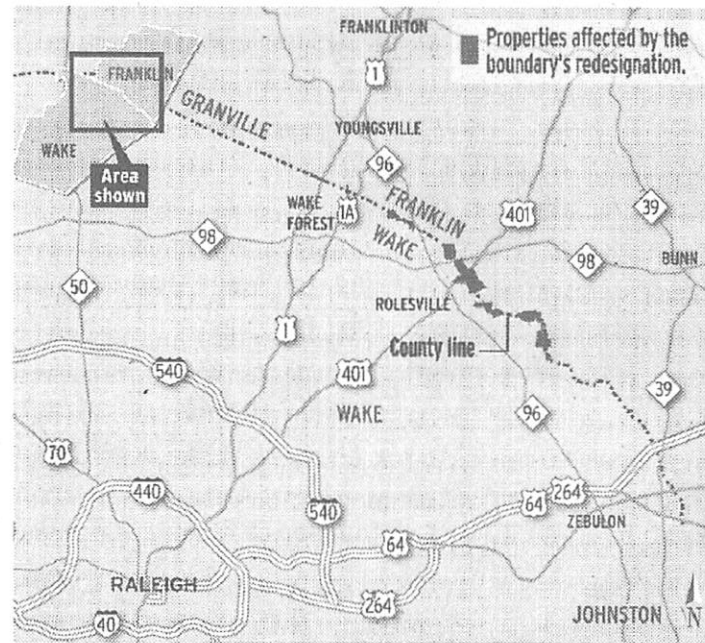 FRANKLINTON
Properties affected by the
boundary's redesignation.
1
FRANKLIN
GRANVILLE
YOUNGSVILLE
WAKE
Area
shown
96
39
WAKE
FOREST
1A
FRANKLIN
WAKE
401
98
98
BUNN
50
ROLESVILLE
1
County line
540
401
39
WAKE
96
70
440
264
64
540
ZEBULON
64
RALEIGH
264
40
JOHNSTON
N